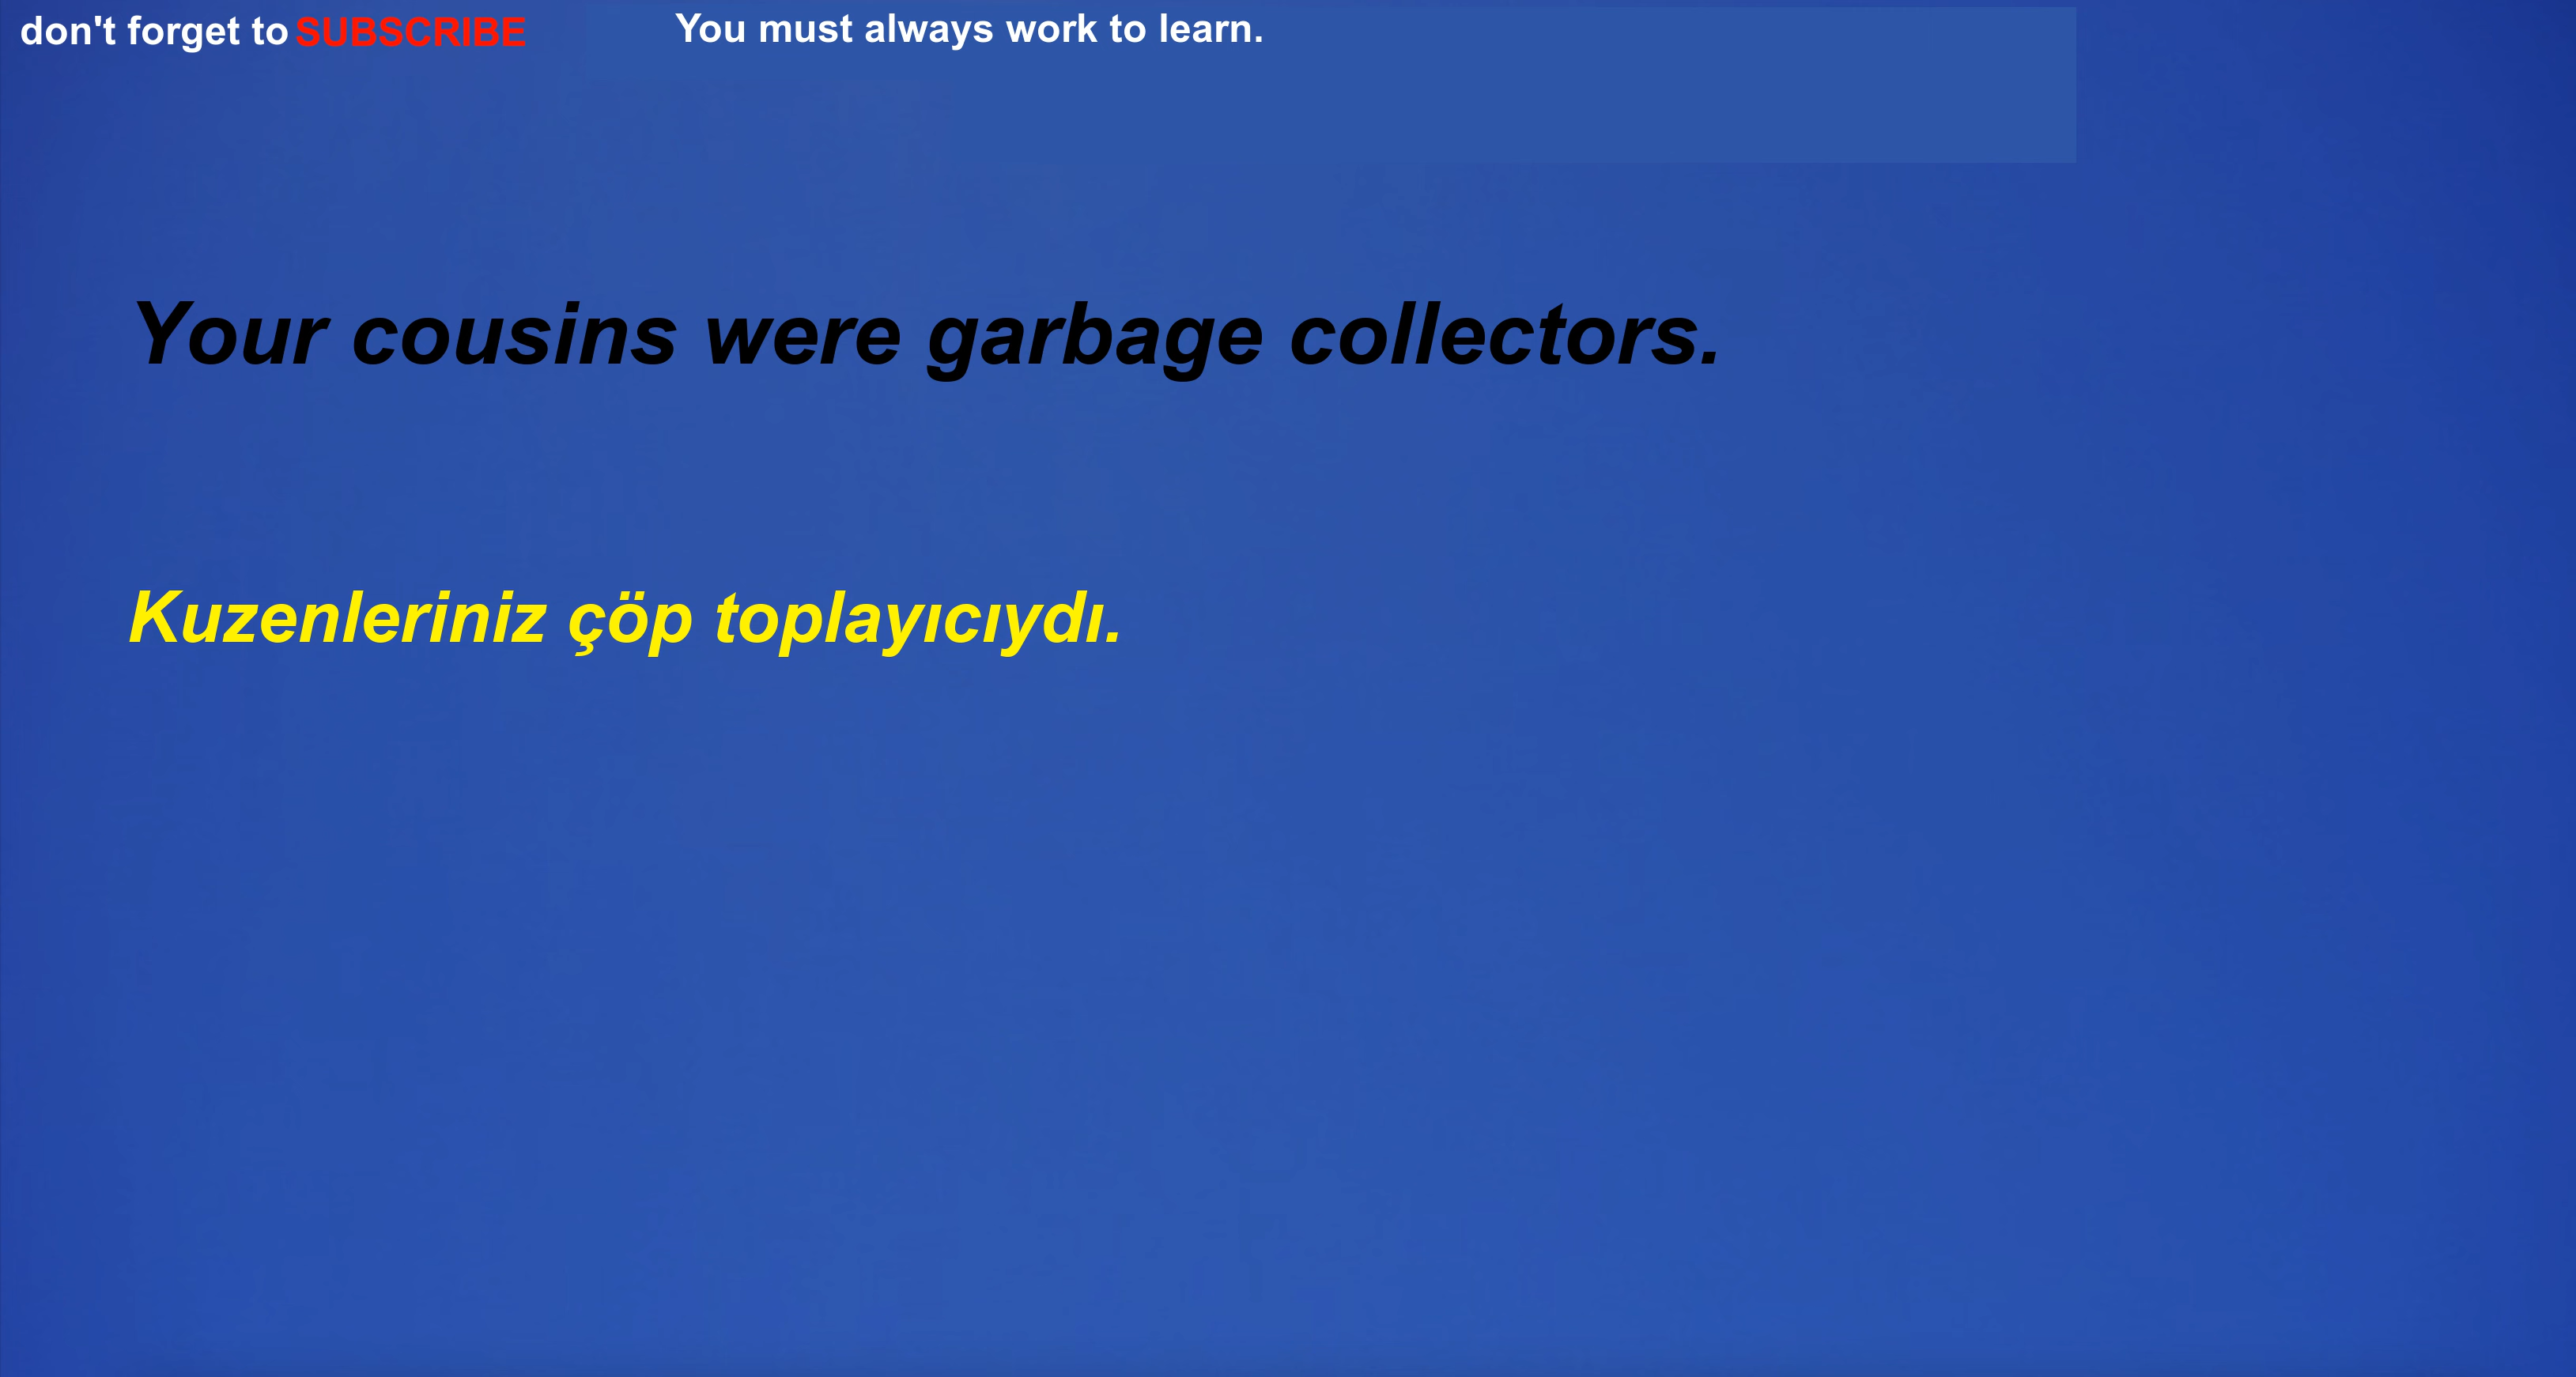 don't forget to SUBSCRIBE You must always work to learn.
Your cousins were garbage collectors.
Kuzenleriniz çöp toplayıcıydı.